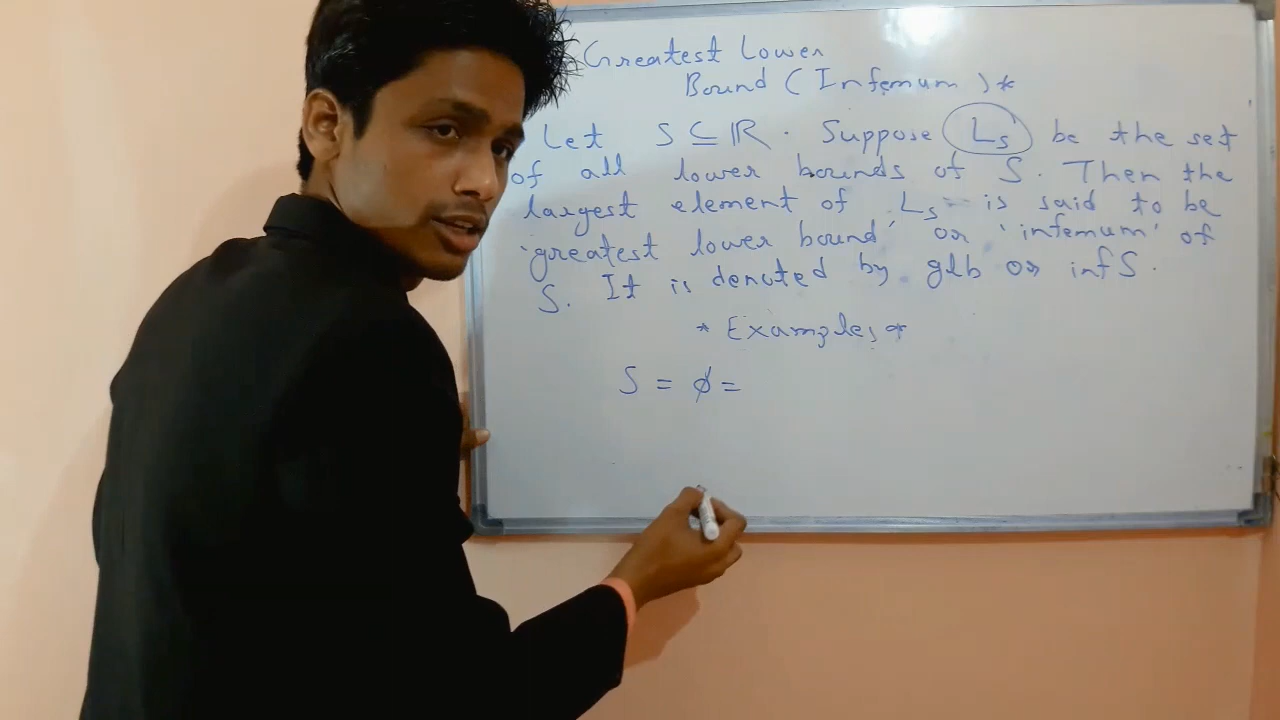 Greatest Lower
Bound (Infemum) *
Let S ⊆ ℝ. Suppose Ls be the set
of all lower bounds of S. Then the
largest element of Ls is said to be
'greatest lower bound' or 'infemum' of
S. It is denoted by glb or inf S.
* Examples *
S = ϕ =